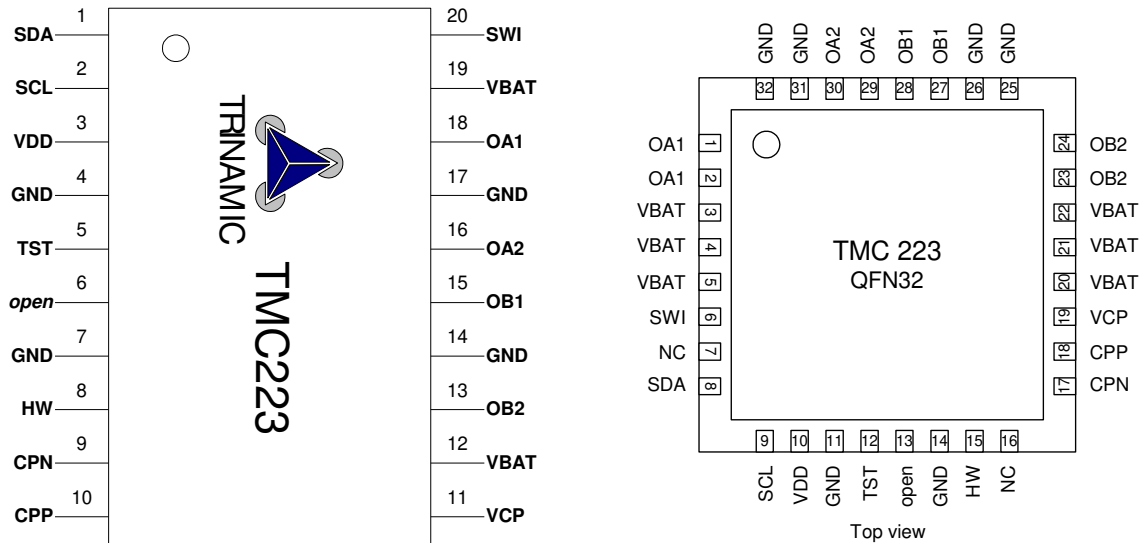 1
SDA
2
SCL
3
VDD
4
GND
5
TST
6
open
7
GND
8
HW
9
CPN
10
CPP
TRINAMIC
TMC223
20
SWI
19
VBAT
18
OA1
17
GND
16
OA2
15
OB1
14
GND
13
OB2
12
VBAT
11
VCP
GND GND OA2 OA2 OB1 OB1 GND GND
32 31 30 29 28 27 26 25
OA1 1
OA1 2
VBAT 3
VBAT 4
VBAT 5
SWI 6
NC 7
SDA 8
TMC 223
QFN32
24 OB2
23 OB2
22 VBAT
21 VBAT
20 VBAT
19 VCP
18 CPP
17 CPN
9 10 11 12 13 14 15 16
SCL VDD GND TST open GND HW NC
Top view